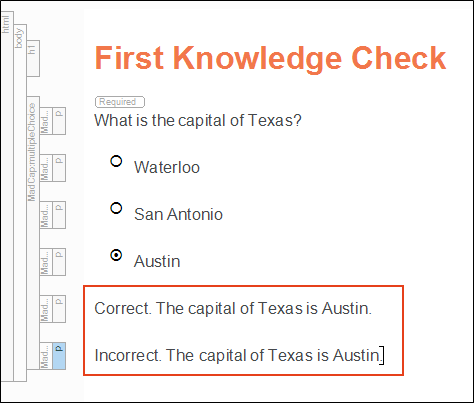 html
body
h1
MadCap:multipleChoice
Mad...
p
Mad...
p
Mad...
p
Mad...
p
Mad...
p
Mad...
p
First Knowledge Check
Required
What is the capital of Texas?
Waterloo
San Antonio
Austin
Correct. The capital of Texas is Austin.
Incorrect. The capital of Texas is Austin.